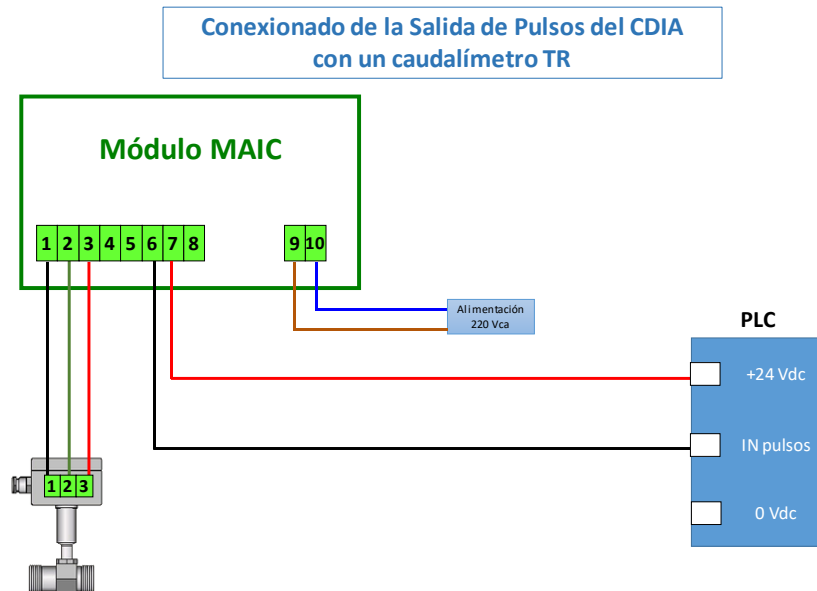 Conexionado de la Salida de Pulsos del CDIA
con un caudalímetro TR
Módulo MAIC
1 2 3 4 5 6 7 8 9 10
Alimentación
220 Vca
PLC
+24 Vdc
IN pulsos
0 Vdc
1 2 3